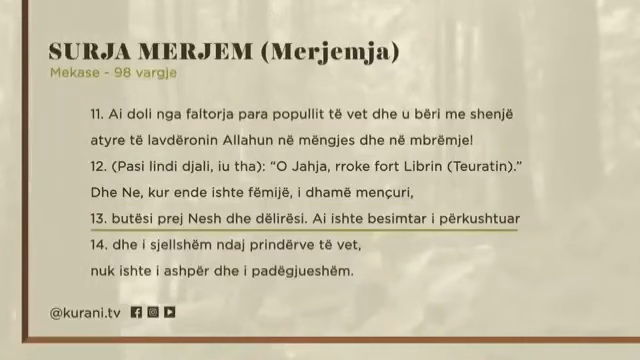 SURJA MERJEM (Merjemja)
Mekase - 98 vargje
11. Ai doli nga faltorja para popullit të vet dhe u bëri me shenjë
atyre të lavdëronin Allahun në mëngjes dhe në mbrëmje!
12. (Pasi lindi djali, iu tha): “O Jahja, rroke fort Librin (Teuratin).”
Dhe Ne, kur ende ishte fëmijë, i dhamë mençuri,
13. butësi prej Nesh dhe dëlirësi. Ai ishte besimtar i përkushtuar
14. dhe i sjellshëm ndaj prindërve të vet,
nuk ishte i ashpër dhe i padëgjueshëm.
@kurani.tv